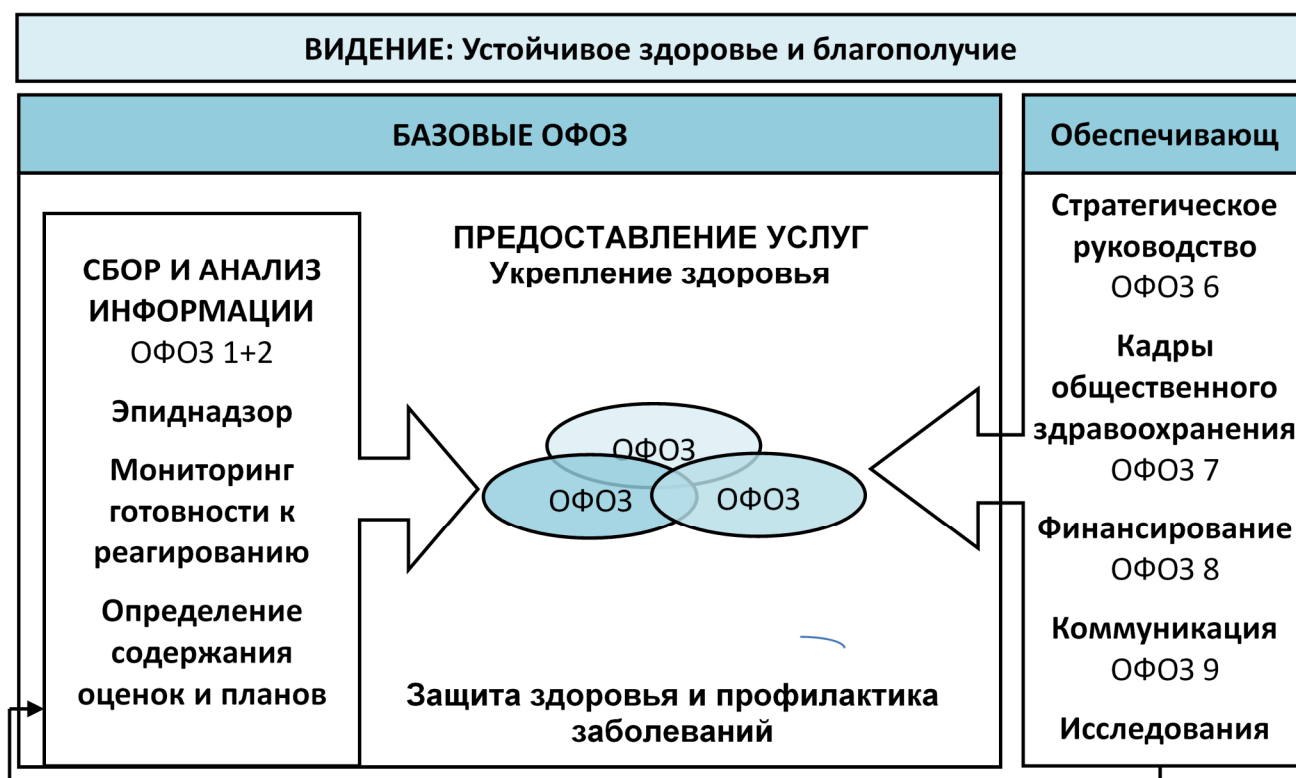 ВИДЕНИЕ: Устойчивое здоровье и благополучие
БАЗОВЫЕ ОФОЗ
СБОР И АНАЛИЗ
ИНФОРМАЦИИ
ОФОЗ 1+2
Эпиднадзор
Мониторинг
готовности к
реагированию
Определение
содержания
оценок и планов
ПРЕДОСТАВЛЕНИЕ УСЛУГ
Укрепление здоровья
ОФОЗ
ОФОЗ
ОФОЗ
Защита здоровья и профилактика
заболеваний
Обеспечивающ
Стратегическое
руководство
ОФОЗ 6
Кадры
общественного
здравоохранения
ОФОЗ 7
Финансирование
ОФОЗ 8
Коммуникация
ОФОЗ 9
Исследования